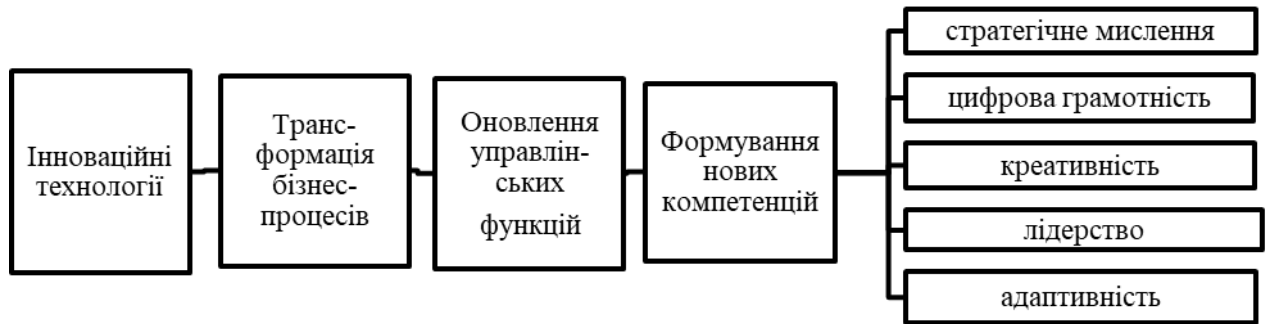 Інноваційні
технології
Транс-
формація
бізнес-
процесів
Оновлення
управлін-
ських
функцій
Формування
нових
компетенцій
стратегічне мислення
цифрова грамотність
креативність
лідерство
адаптивність